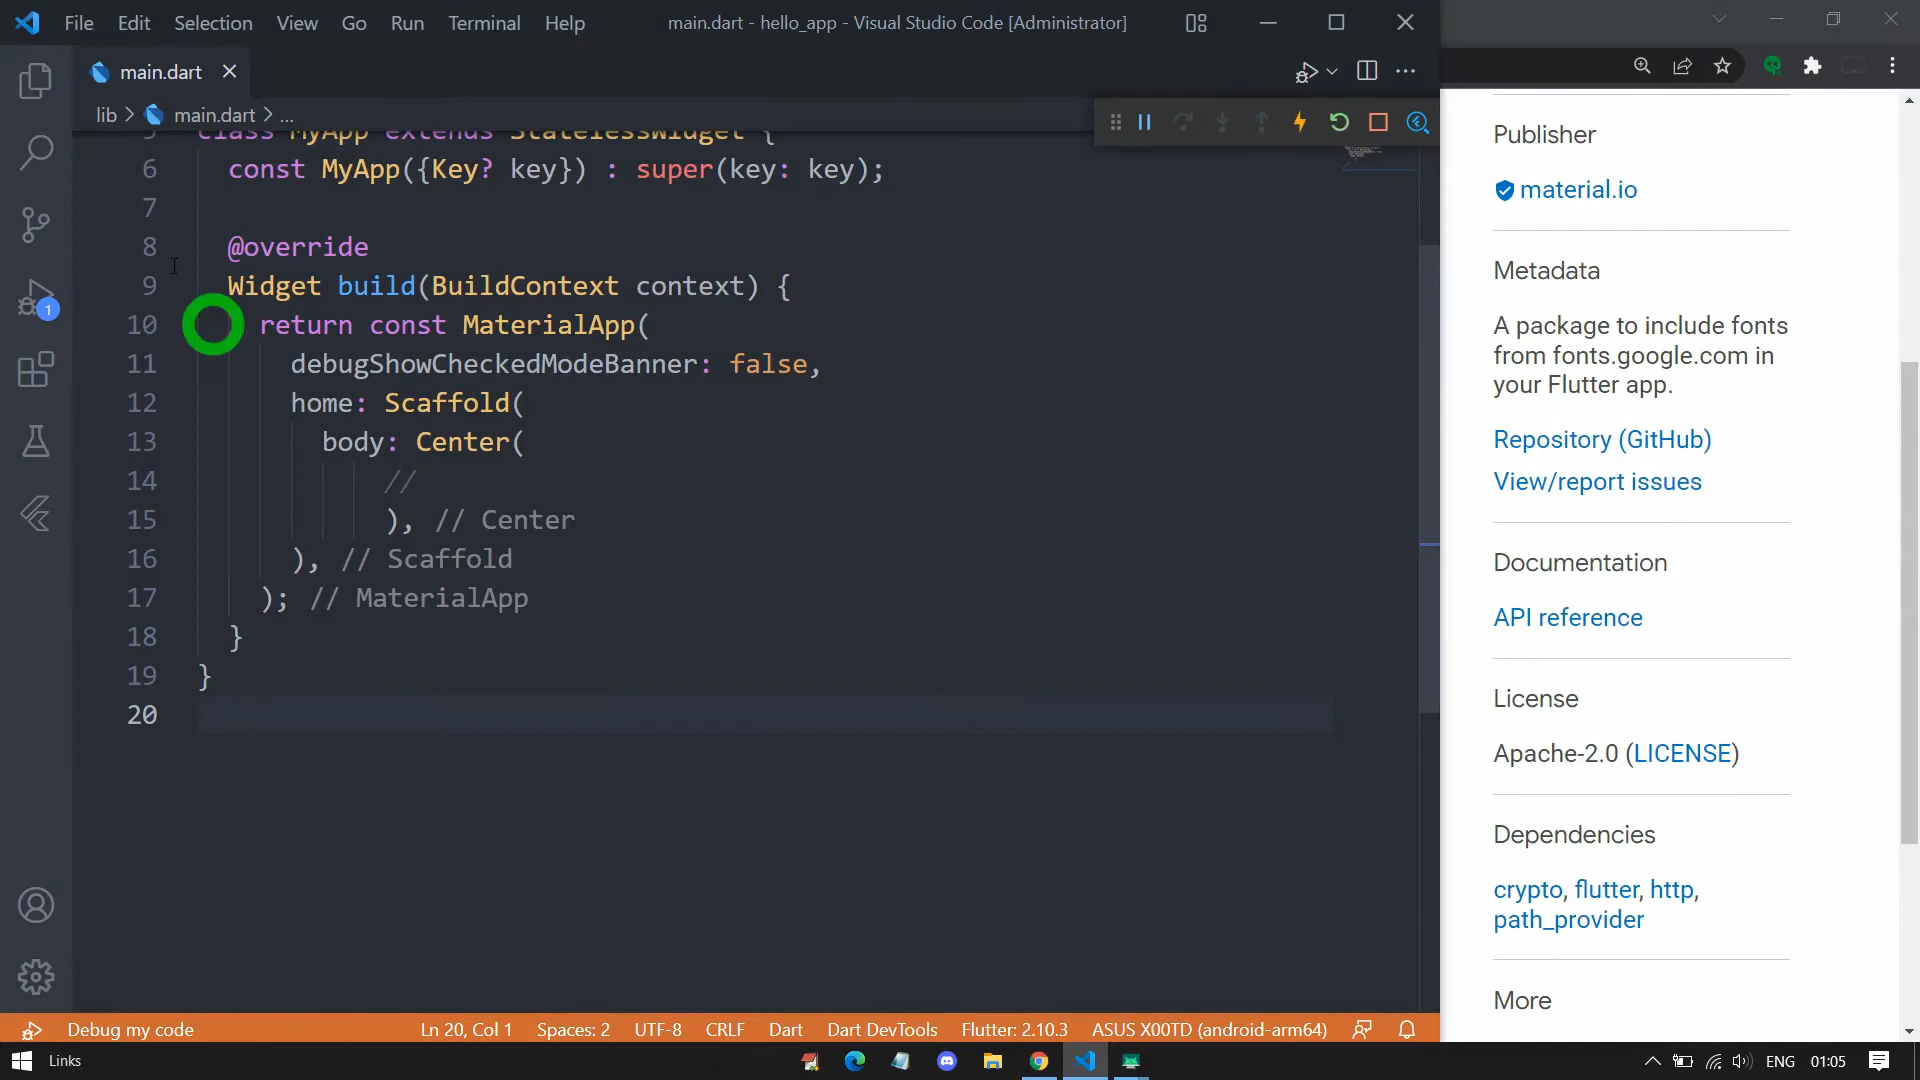 File Edit Selection View Go Run Terminal Help
main.dart - hello_app - Visual Studio Code [Administrator]
main.dart
lib > main.dart > ...
5 class MyApp extends StatelessWidget {
6 const MyApp({Key? key}) : super(key: key);
7
8 @override
9 Widget build(BuildContext context) {
10 return const MaterialApp(
11 debugShowCheckedModeBanner: false,
12 home: Scaffold(
13 body: Center(
14 //
15 ), // Center
16 ), // Scaffold
17 ); // MaterialApp
18 }
19 }
20
1
Debug my code
Ln 20, Col 1 Spaces: 2 UTF-8 CRLF Dart Dart DevTools Flutter: 2.10.3 ASUS X00TD (android-arm64)
Publisher
material.io
Metadata
A package to include fonts
from fonts.google.com in
your Flutter app.
Repository (GitHub)
View/report issues
Documentation
API reference
License
Apache-2.0 (LICENSE)
Dependencies
crypto, flutter, http,
path_provider
More
Links
ENG 01:05